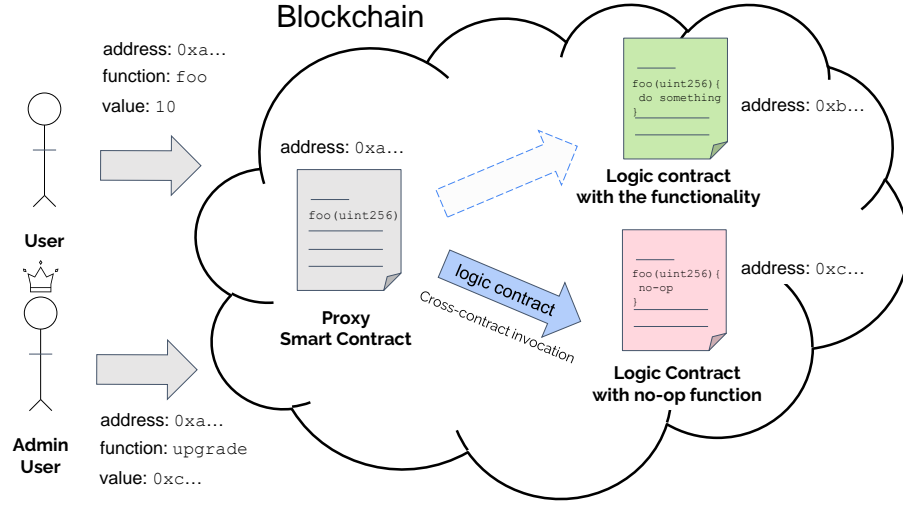 Blockchain
address: 0xa...
function: foo
value: 10
User
address: 0xa...
foo(uint256)
Proxy
Smart Contract
foo(uint256){
do something
}
address: 0xb...
Logic contract
with the functionality
logic contract
Cross-contract invocation
foo(uint256){
no-op
}
address: 0xc...
Logic Contract
with no-op function
Admin
User
address: 0xa...
function: upgrade
value: 0xc...